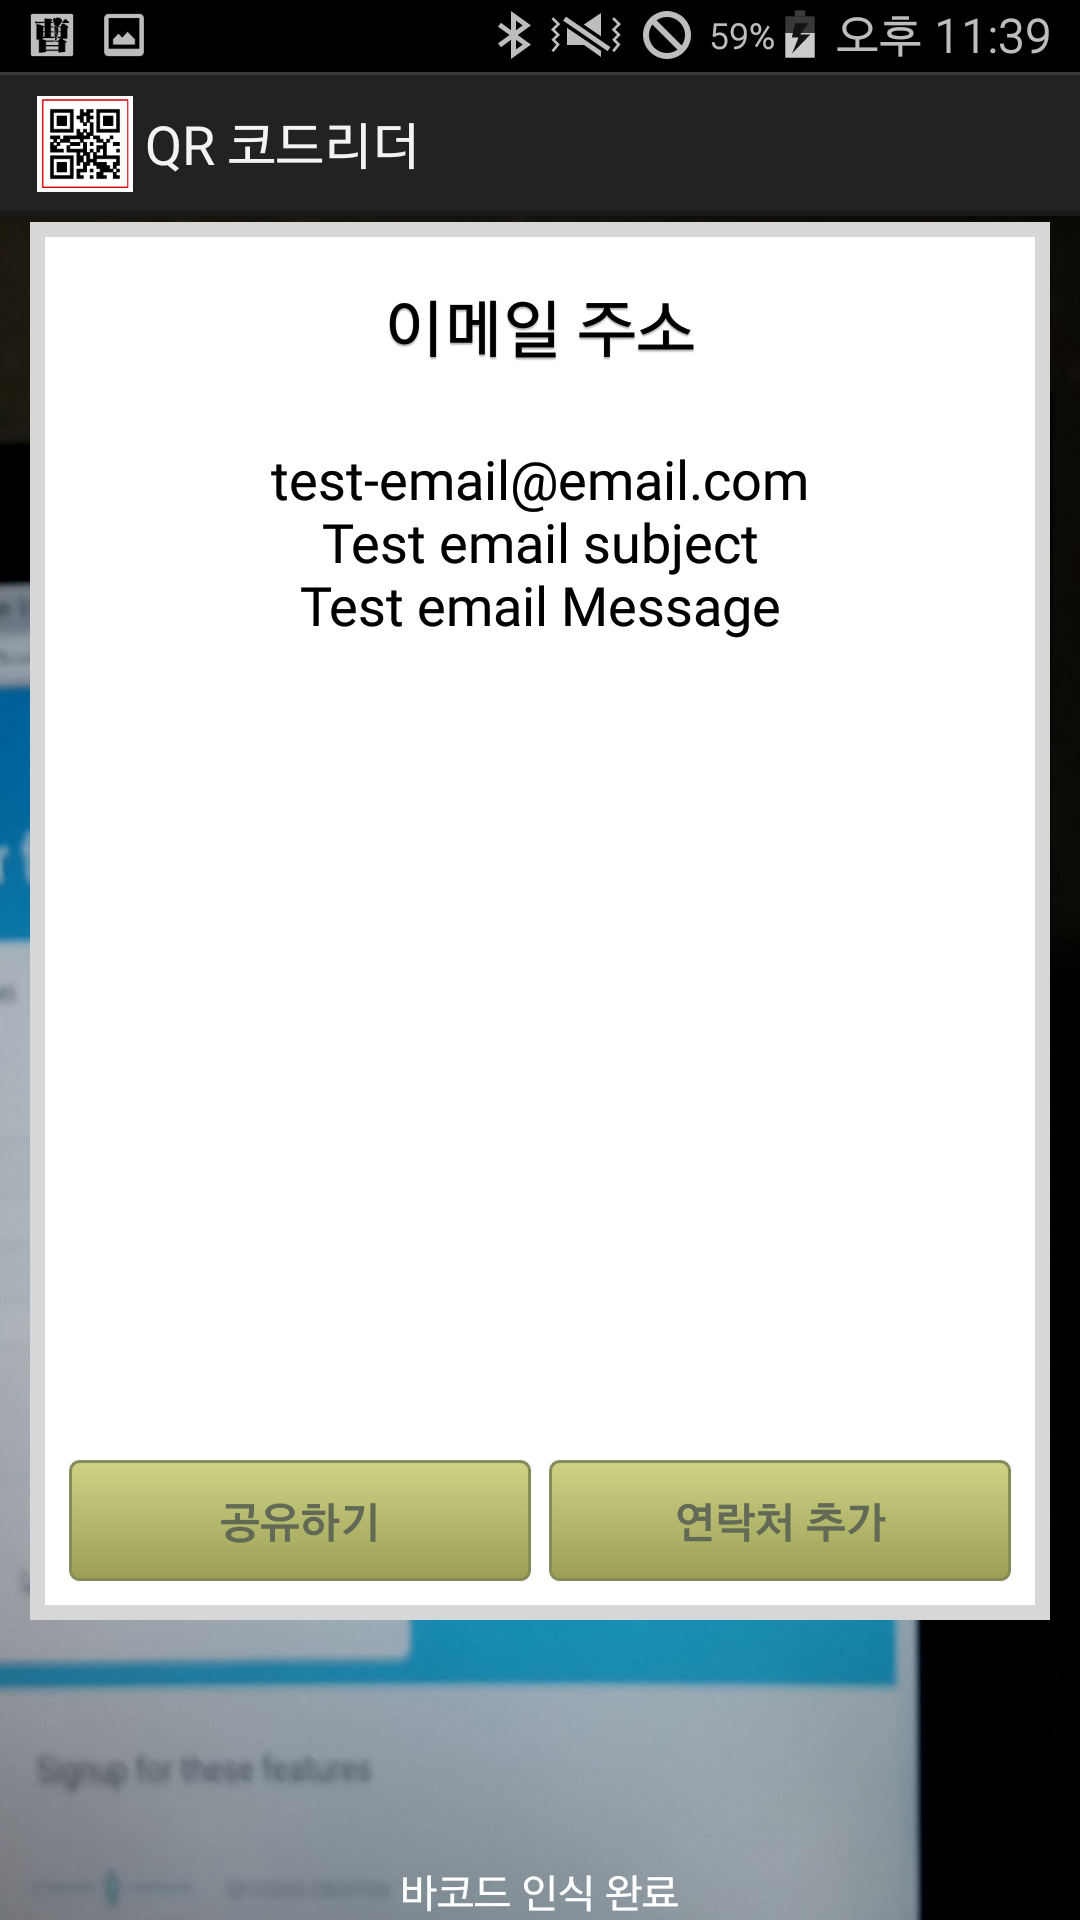 59% 오후 11:39
QR 코드리더
이메일 주소
test-email@email.com
Test email subject
Test email Message
공유하기
연락처 추가
Signup for these features
바코드 인식 완료